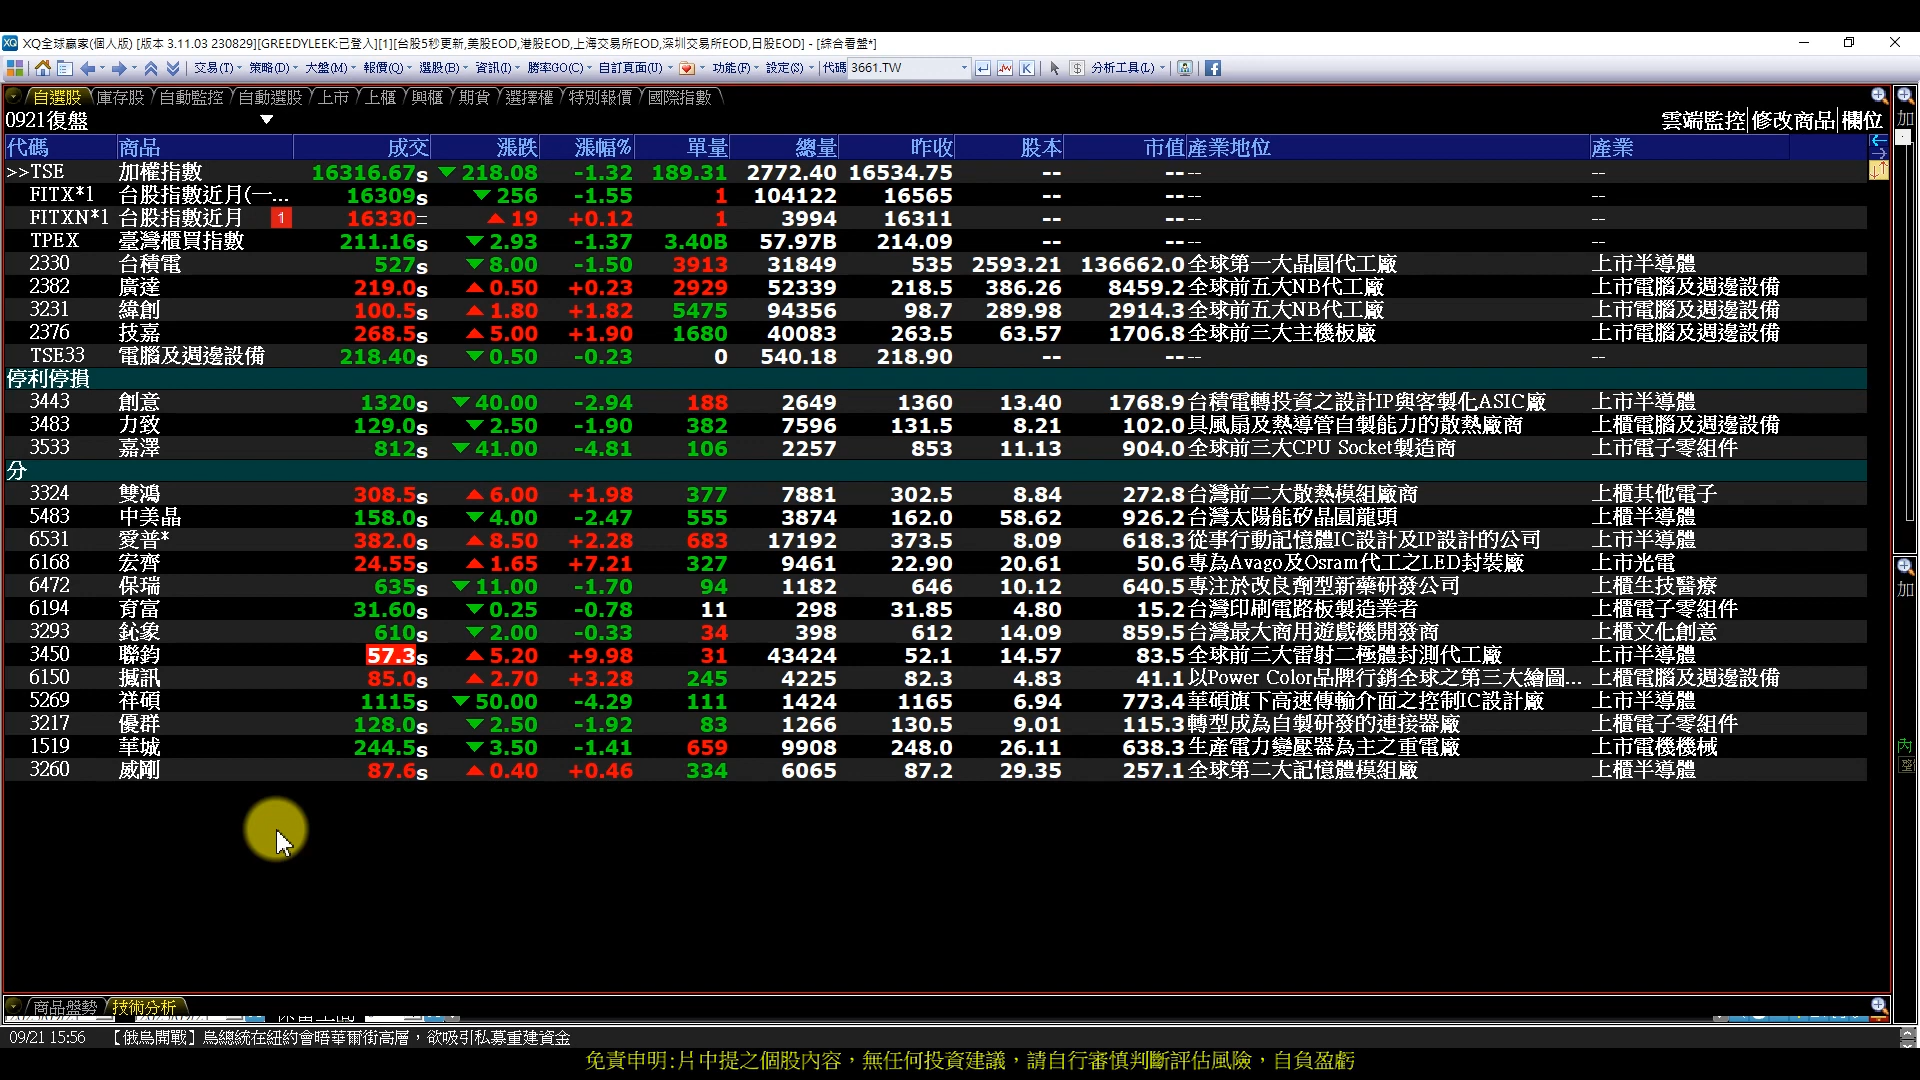 XQ全球贏家(個人版) [版本 3.11.03 230829][GREEDYLEEK:已登入][1][台股5秒更新,美股EOD,港股EOD,上海交易所EOD,深圳交易所EOD,日股EOD] - [綜合看盤*]
交易(T) 策略(D) 大盤(M) 報價(Q) 選股(B) 資訊(I) 勝率GO(C) 自訂頁面(U) 功能(F) 設定(S) 代碼 3661.TW 分析工具(L)
自選股 庫存股 自動監控 自動選股 上市 上櫃 興櫃 期貨 選擇權 特別報價 國際指數
0921復盤 雲端監控 修改商品 欄位
代碼 商品 成交 漲跌 漲幅% 單量 總量 昨收 股本 市值 產業地位 產業
>>TSE 加權指數 16316.67s ▼218.08 -1.32 189.31 2772.40 16534.75 -- -- -- --
FITX*1 台股指數近月(一... 16309s ▼256 -1.55 1 104122 16565 -- -- -- --
FITXN*1 台股指數近月 1 16330= ▲19 +0.12 1 3994 16311 -- -- -- --
TPEX 臺灣櫃買指數 211.16s ▼2.93 -1.37 3.40B 57.97B 214.09 -- -- -- --
2330 台積電 527s ▼8.00 -1.50 3913 31849 535 2593.21 136662.0 全球第一大晶圓代工廠 上市半導體
2382 廣達 219.0s ▲0.50 +0.23 2929 52339 218.5 386.26 8459.2 全球前五大NB代工廠 上市電腦及週邊設備
3231 緯創 100.5s ▲1.80 +1.82 5475 94356 98.7 289.98 2914.3 全球前五大NB代工廠 上市電腦及週邊設備
2376 技嘉 268.5s ▲5.00 +1.90 1680 40083 263.5 63.57 1706.8 全球前三大主機板廠 上市電腦及週邊設備
TSE33 電腦及週邊設備 218.40s ▼0.50 -0.23 0 540.18 218.90 -- -- -- --
停利停損
3443 創意 1320s ▼40.00 -2.94 188 2649 1360 13.40 1768.9 台積電轉投資之設計IP與客製化ASIC廠 上市半導體
3483 力致 129.0s ▼2.50 -1.90 382 7596 131.5 8.21 102.0 具風扇及熱導管自製能力的散熱廠商 上櫃電腦及週邊設備
3533 嘉澤 812s ▼41.00 -4.81 106 2257 853 11.13 904.0 全球前三大CPU Socket製造商 上市電子零組件
分
3324 雙鴻 308.5s ▲6.00 +1.98 377 7881 302.5 8.84 272.8 台灣前二大散熱模組廠商 上櫃其他電子
5483 中美晶 158.0s ▼4.00 -2.47 555 3874 162.0 58.62 926.2 台灣太陽能矽晶圓龍頭 上櫃半導體
6531 愛普* 382.0s ▲8.50 +2.28 683 17192 373.5 8.09 618.3 從事行動記憶體IC設計及IP設計的公司 上市半導體
6168 宏齊 24.55s ▲1.65 +7.21 327 9461 22.90 20.61 50.6 專為Avago及Osram代工之LED封裝廠 上市光電
6472 保瑞 635s ▼11.00 -1.70 94 1182 646 10.12 640.5 專注於改良劑型新藥研發公司 上櫃生技醫療
6194 育富 31.60s ▼0.25 -0.78 11 298 31.85 4.80 15.2 台灣印刷電路板製造業者 上櫃電子零組件
3293 鈊象 610s ▼2.00 -0.33 34 398 612 14.09 859.5 台灣最大商用遊戲機開發商 上櫃文化創意
3450 聯鈞 57.3s ▲5.20 +9.98 31 43424 52.1 14.57 83.5 全球前三大雷射二極體封測代工廠 上市半導體
6150 撼訊 85.0s ▲2.70 +3.28 245 4225 82.3 4.83 41.1 以Power Color品牌行銷全球之第三大繪圖... 上櫃電腦及週邊設備
5269 祥碩 1115s ▼50.00 -4.29 111 1424 1165 6.94 773.4 華碩旗下高速傳輸介面之控制IC設計廠 上市半導體
3217 優群 128.0s ▼2.50 -1.92 83 1266 130.5 9.01 115.3 轉型成為自製研發的連接器廠 上櫃電子零組件
1519 華城 244.5s ▼3.50 -1.41 659 9908 248.0 26.11 638.3 生產電力變壓器為主之重電廠 上市電機機械
3260 威剛 87.6s ▲0.40 +0.46 334 6065 87.2 29.35 257.1 全球第二大記憶體模組廠 上櫃半導體
加
加
內
商品盤勢 技術分析
09/21 15:56 【俄烏開戰】烏總統在紐約會晤華爾街高層，欲吸引私募重建資金
免責申明:片中提之個股內容，無任何投資建議，請自行審慎判斷評估風險，自負盈虧